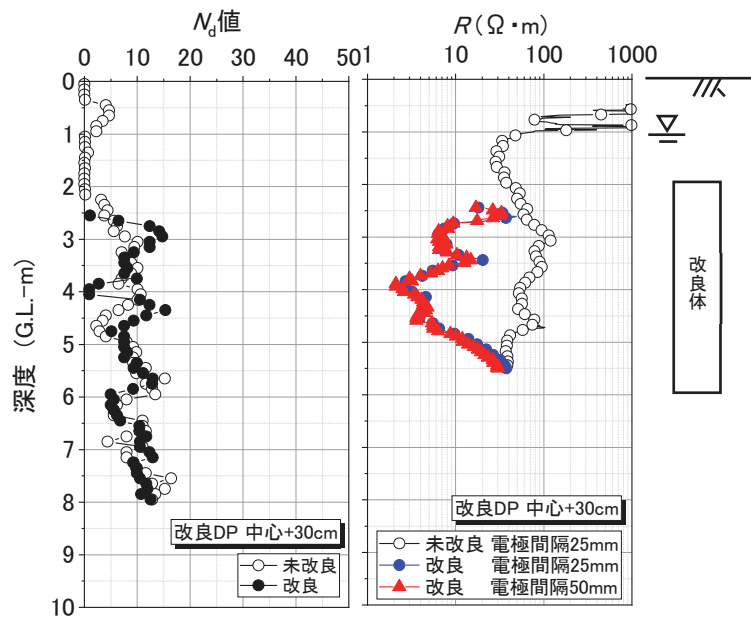 N_d値
0 10 20 30 40 50
R (Ω・m)
1 10 100 1000
深度 (G.L.-m)
0
1
2
3
4
5
6
7
8
9
10
改良体
改良DP 中心+30cm
未改良
改良
改良DP 中心+30cm
未改良 電極間隔25mm
改良 電極間隔25mm
改良 電極間隔50mm